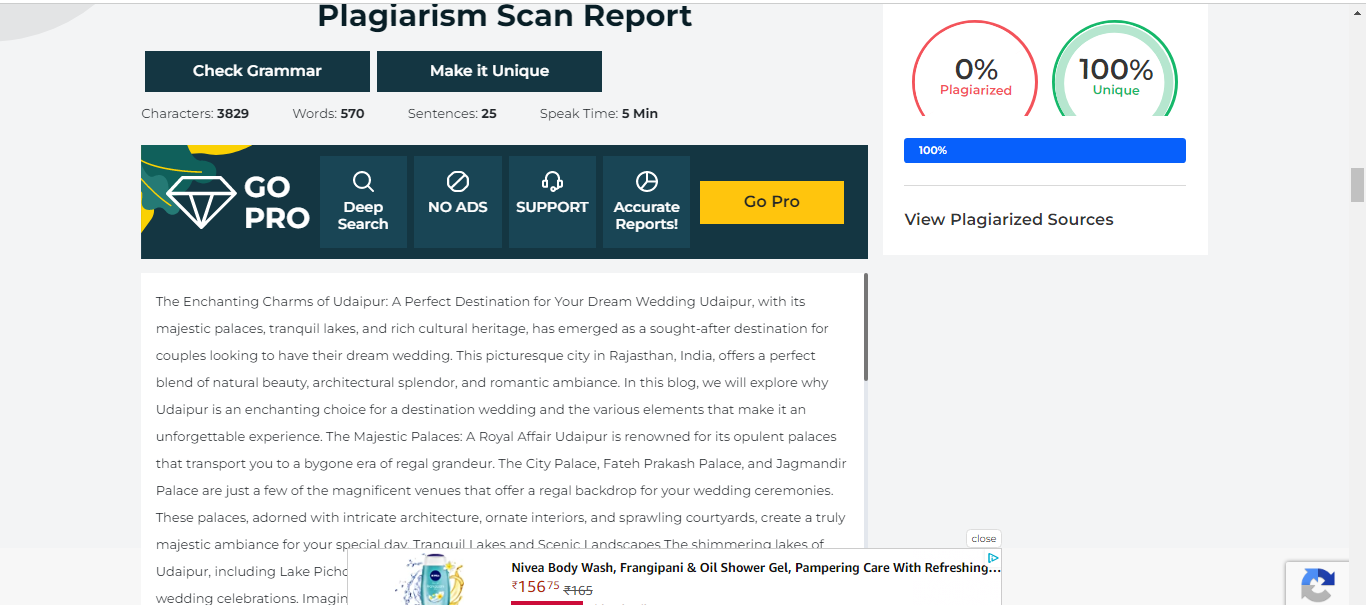 Plagiarism Scan Report
Check Grammar
Make it Unique
Characters: 3829 Words: 570 Sentences: 25 Speak Time: 5 Min
GO PRO
Deep Search
NO ADS
SUPPORT
Accurate Reports!
Go Pro
The Enchanting Charms of Udaipur: A Perfect Destination for Your Dream Wedding Udaipur, with its
majestic palaces, tranquil lakes, and rich cultural heritage, has emerged as a sought-after destination for
couples looking to have their dream wedding. This picturesque city in Rajasthan, India, offers a perfect
blend of natural beauty, architectural splendor, and romantic ambiance. In this blog, we will explore why
Udaipur is an enchanting choice for a destination wedding and the various elements that make it an
unforgettable experience. The Majestic Palaces: A Royal Affair Udaipur is renowned for its opulent palaces
that transport you to a bygone era of regal grandeur. The City Palace, Fateh Prakash Palace, and Jagmandir
Palace are just a few of the magnificent venues that offer a regal backdrop for your wedding ceremonies.
These palaces, adorned with intricate architecture, ornate interiors, and sprawling courtyards, create a truly
majestic ambiance for your special day. Tranquil Lakes and Scenic Landscapes The shimmering lakes of
Udaipur, including Lake Picho
wedding celebrations. Imagin
0%
Plagiarized
100%
Unique
100%
View Plagiarized Sources
close
Nivea Body Wash, Frangipani & Oil Shower Gel, Pampering Care With Refreshing...
₹156.75 ₹165